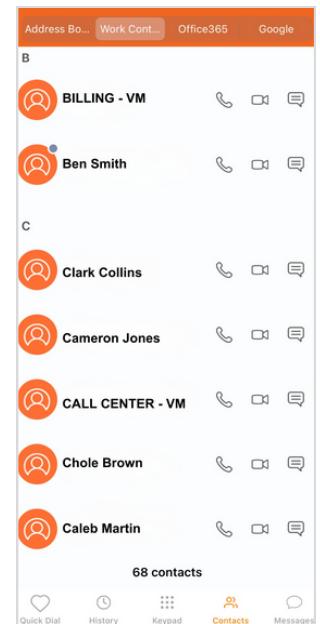 Address Bo... Work Cont... Office365 Google
B
BILLING - VM
Ben Smith
C
Clark Collins
Cameron Jones
CALL CENTER - VM
Chole Brown
Caleb Martin
68 contacts
Quick Dial History Keypad Contacts Messages